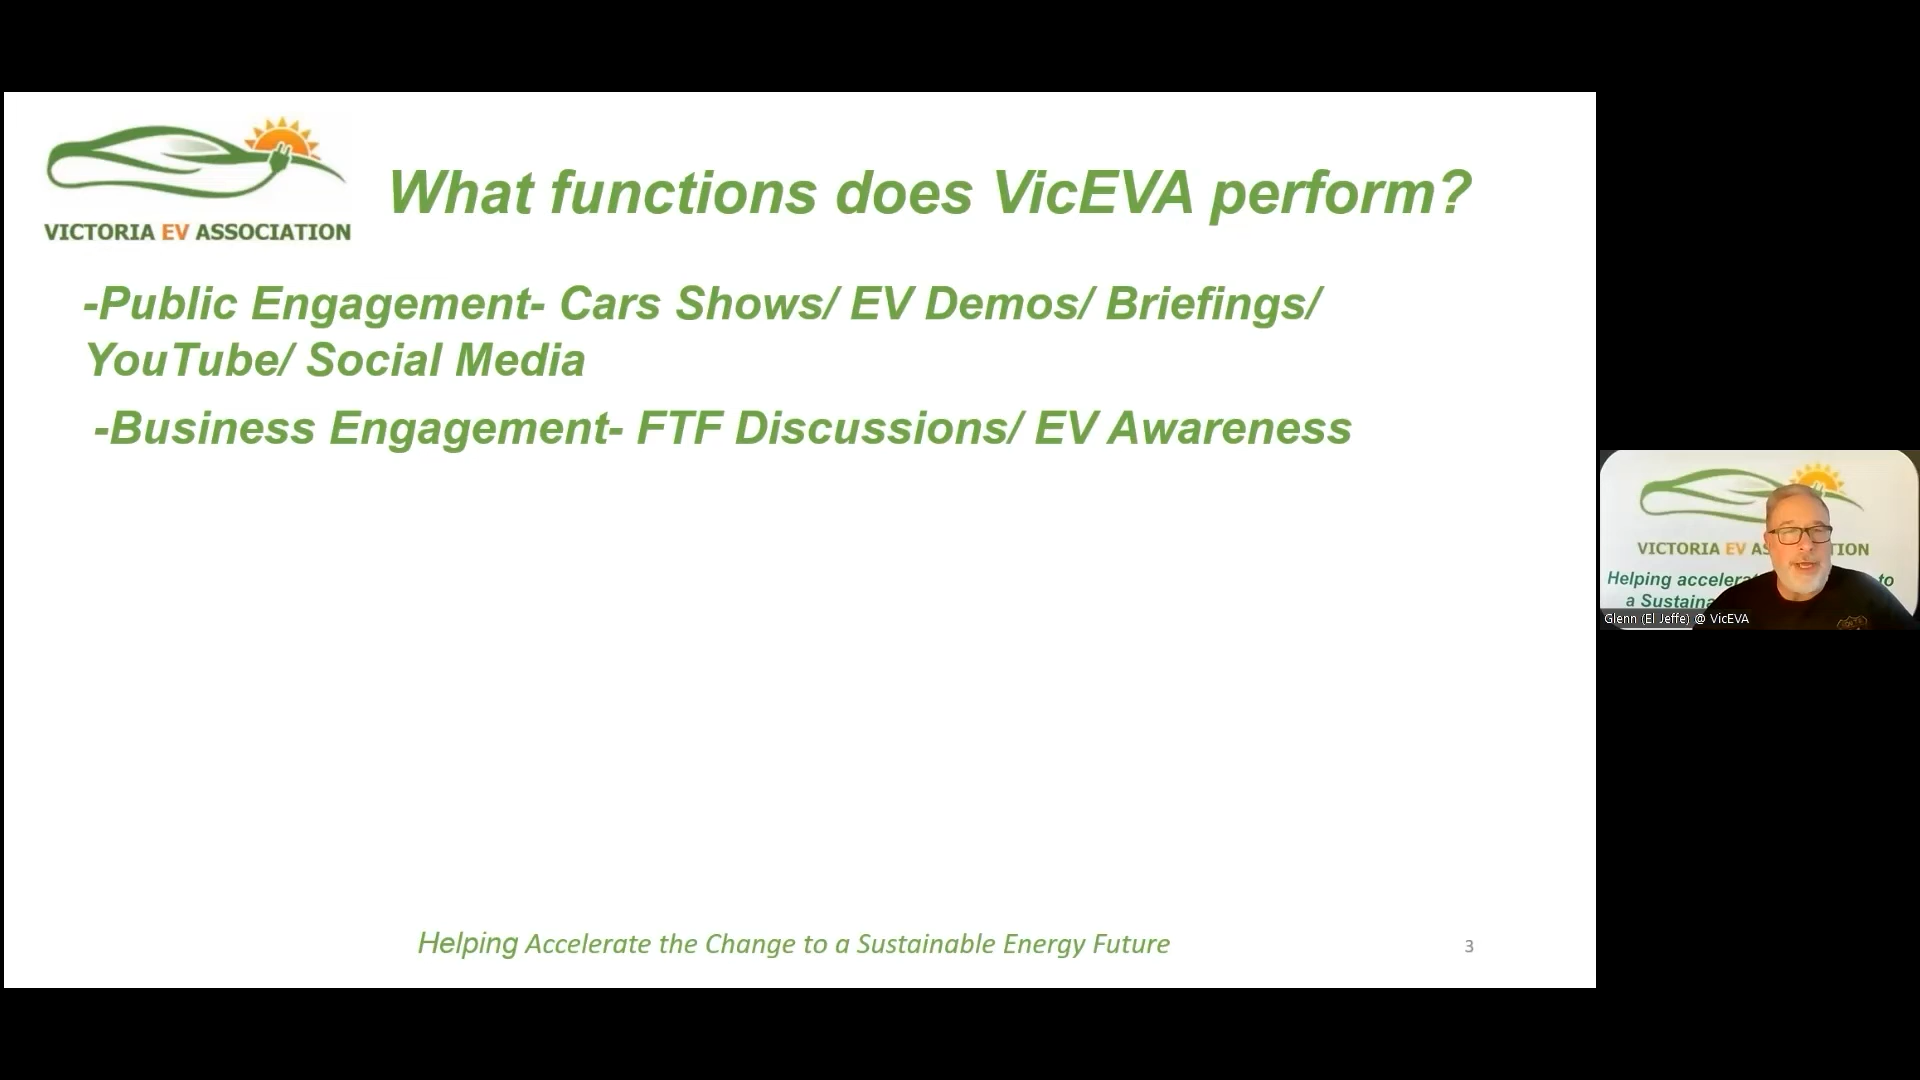 VICTORIA EV ASSOCIATION
What functions does VicEVA perform?
-Public Engagement- Cars Shows/ EV Demos/ Briefings/
YouTube/ Social Media
-Business Engagement- FTF Discussions/ EV Awareness
VICTORIA EV AS TION
Helping to
a
Glenn (El Jeffe) @ VicEVA
Helping Accelerate the Change to a Sustainable Energy Future
3